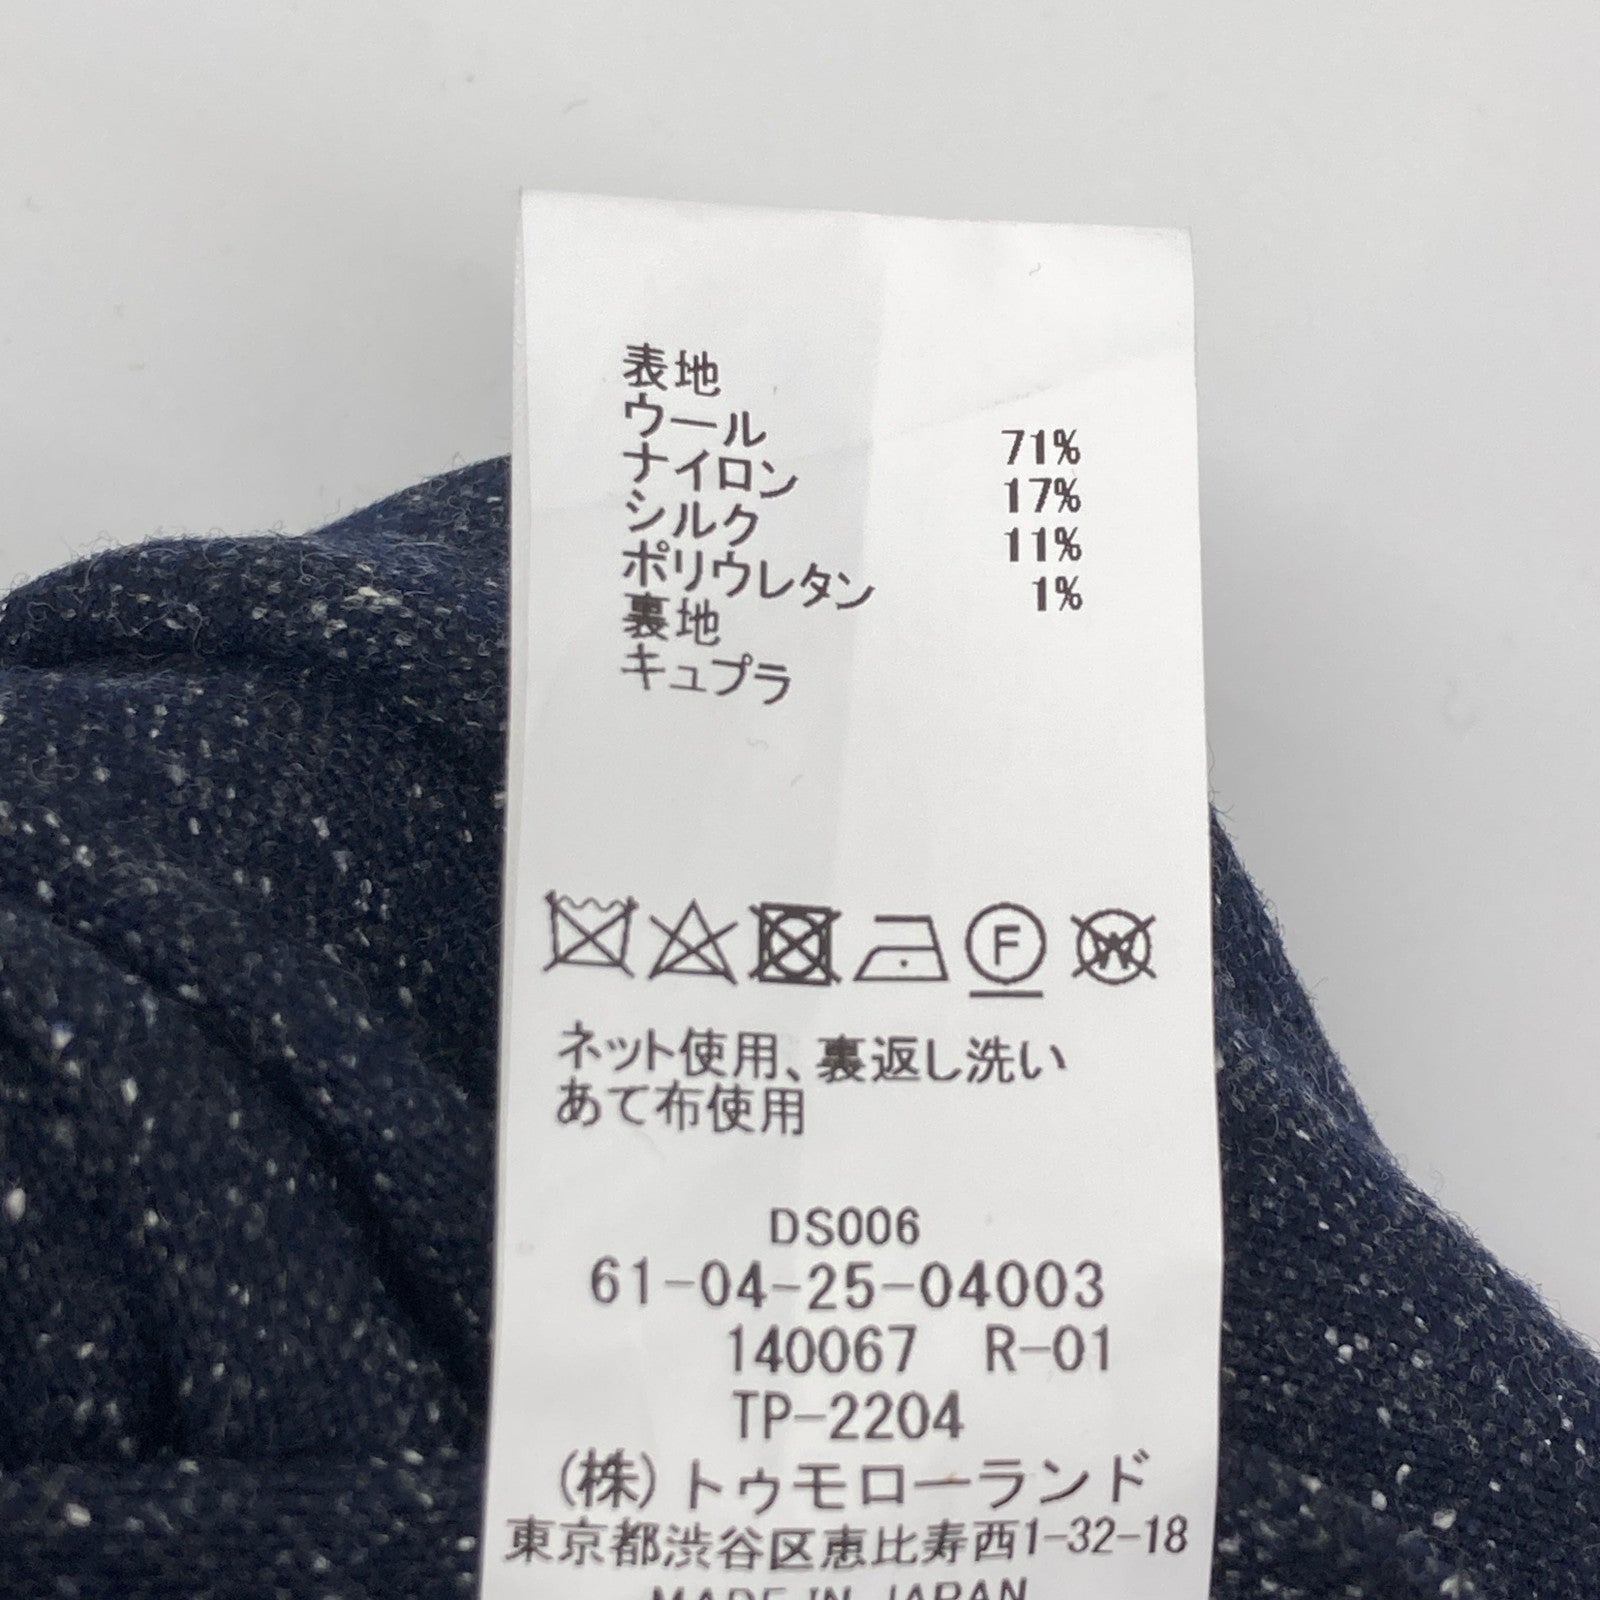 表地
ウール 71%
ナイロン 17%
シルク 11%
ポリウレタン 1%
裏地
キュプラ
F W
ネット使用、裏返し洗い
あて布使用
DS006
61-04-25-04003
140067 R-01
TP-2204
(株)トゥモローランド
東京都渋谷区恵比寿西1-32-18
MADE IN JAPAN